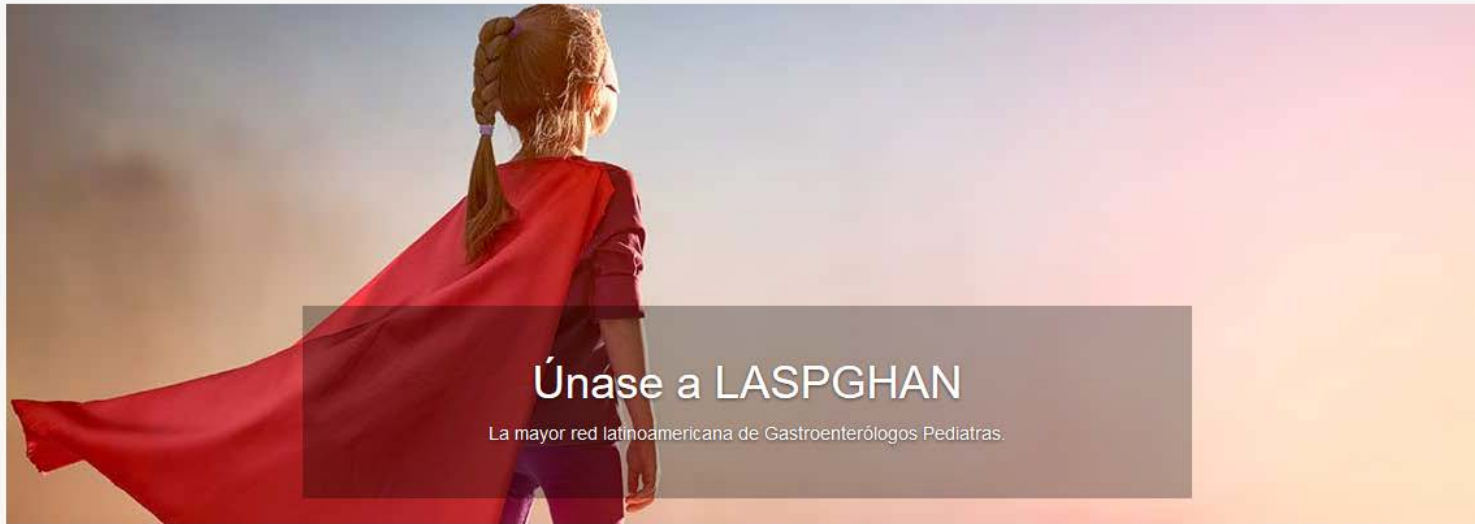 Únase a LASPGHAN
La mayor red latinoamericana de Gastroenterólogos Pediatras.